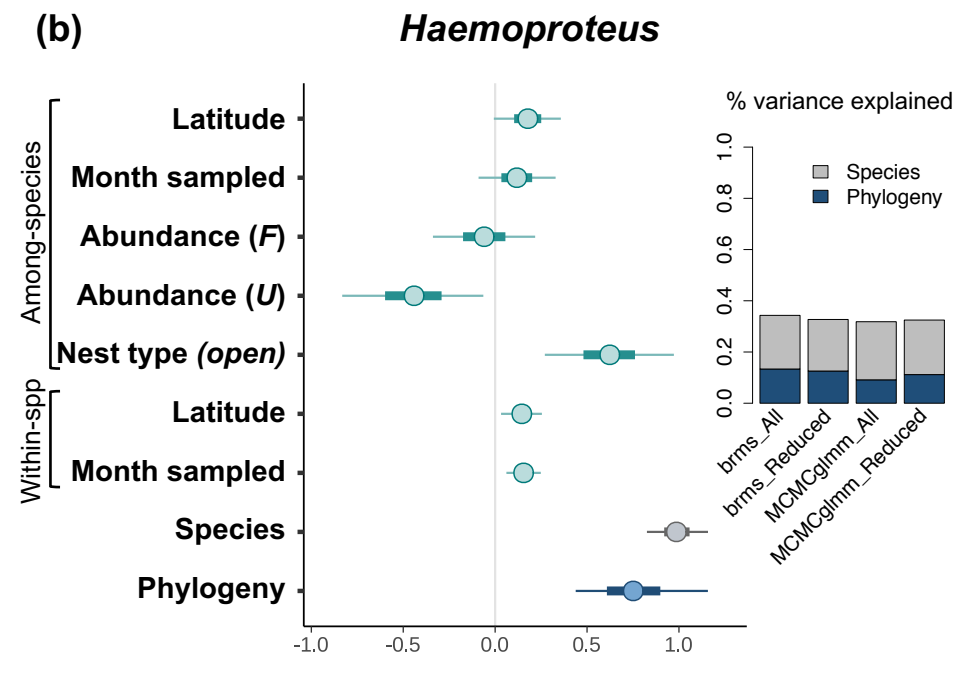 (b)
Haemoproteus
Among-species
Latitude
Month sampled
Abundance (F)
Abundance (U)
Nest type (open)
Within-spp
Latitude
Month sampled
Species
Phylogeny
-1.0 -0.5 0.0 0.5 1.0
% variance explained
1.0
0.8
0.6
0.4
0.2
0.0
Species
Phylogeny
brms_All
brms_Reduced
MCMCglmm_All
MCMCglmm_Reduced